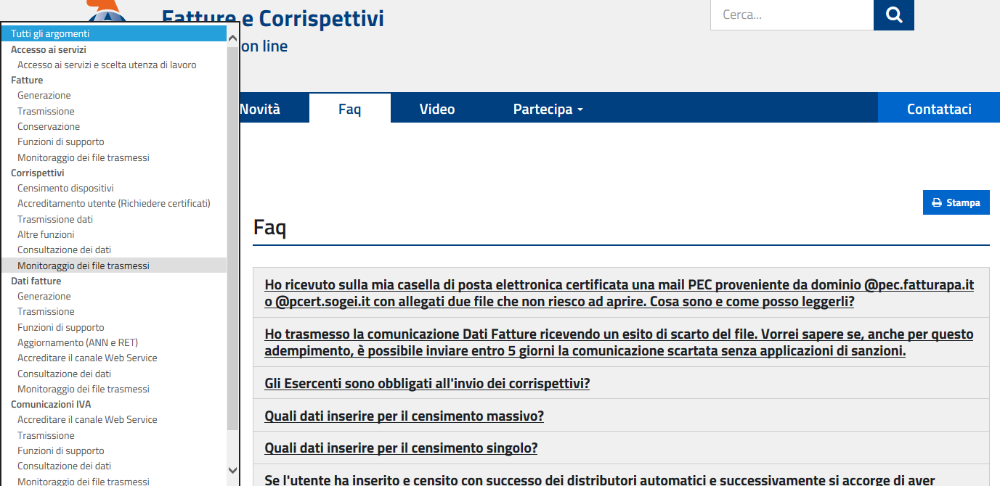 Fatture e Corrispettivi
on line
Cerca...
Novità
Faq
Video
Partecipa
Contattaci
Tutti gli argomenti
Accesso ai servizi
Accesso ai servizi e scelta utenza di lavoro
Fatture
Generazione
Trasmissione
Conservazione
Funzioni di supporto
Monitoraggio dei file trasmessi
Corrispettivi
Censimento dispositivi
Accreditamento utente (Richiedere certificati)
Trasmissione dati
Altre funzioni
Consultazione dei dati
Monitoraggio dei file trasmessi
Dati fatture
Generazione
Trasmissione
Funzioni di supporto
Aggiornamento (ANN e RET)
Accreditare il canale Web Service
Consultazione dei dati
Monitoraggio dei file trasmessi
Comunicazioni IVA
Accreditare il canale Web Service
Trasmissione
Funzioni di supporto
Consultazione dei dati
Monitoraggio dei file trasmessi
Stampa
Faq
Ho ricevuto sulla mia casella di posta elettronica certificata una mail PEC proveniente da dominio @pec.fatturapa.it
o @pcert.sogei.it con allegati due file che non riesco ad aprire. Cosa sono e come posso leggerli?
Ho trasmesso la comunicazione Dati Fatture ricevendo un esito di scarto del file. Vorrei sapere se, anche per questo
adempimento, è possibile inviare entro 5 giorni la comunicazione scartata senza applicazioni di sanzioni.
Gli Esercenti sono obbligati all'invio dei corrispettivi?
Quali dati inserire per il censimento massivo?
Quali dati inserire per il censimento singolo?
Se l'utente ha inserito e censito con successo dei distributori automatici e successivamente si accorge di aver